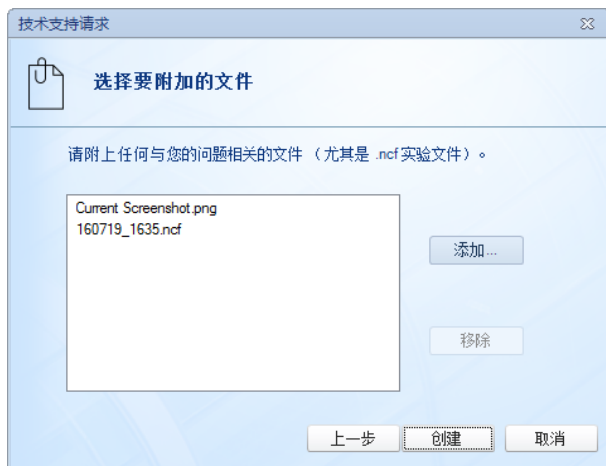 技术支持请求
选择要附加的文件
请附上任何与您的问题相关的文件（尤其是 .ncf 实验文件）。
Current Screenshot.png
160719_1635.ncf
添加...
移除
上一步
创建
取消